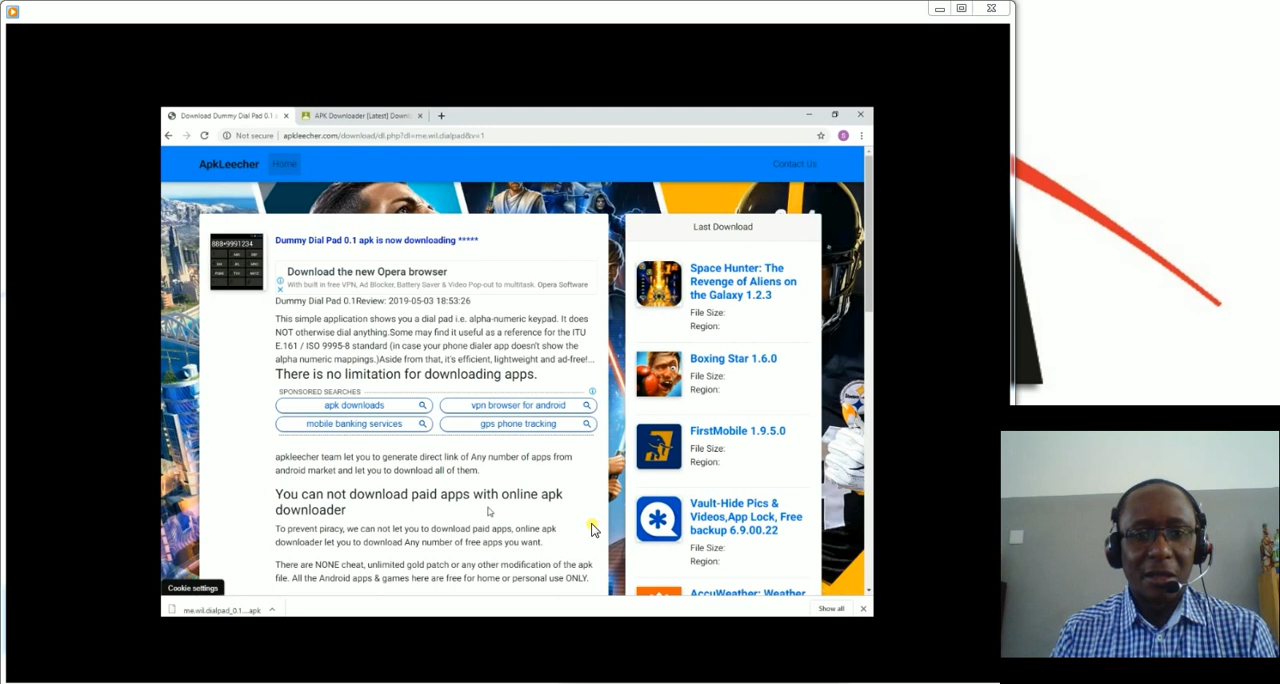 Download Dummy Dial Pad 0.1
APK Downloader [Latest] Downl
Not secure
apkleecher.com/download/dl.php?dl=me.wil.dialpad&v=1
S
ApkLeecher
Home
Contact Us
888•9991234
Dummy Dial Pad 0.1 apk is now downloading *****
Download the new Opera browser
With built in free VPN, Ad Blocker, Battery Saver & Video Pop-out to multitask. Opera Software
Dummy Dial Pad 0.1Review: 2019-05-03 18:53:26
This simple application shows you a dial pad i.e. alpha-numeric keypad. It does
NOT otherwise dial anything.Some may find it useful as a reference for the ITU
E.161 / ISO 9995-8 standard (in case your phone dialer app doesn't show the
alpha numeric mappings.)Aside from that, it's efficient, lightweight and ad-free!...
There is no limitation for downloading apps.
SPONSORED SEARCHES
apk downloads
vpn browser for android
mobile banking services
gps phone tracking
apkleecher team let you to generate direct link of Any number of apps from
android market and let you to download all of them.
You can not download paid apps with online apk
downloader
To prevent piracy, we can not let you to download paid apps, online apk
downloader let you to download Any number of free apps you want.
There are NONE cheat, unlimited gold patch or any other modification of the apk
file. All the Android apps & games here are free for home or personal use ONLY.
Last Download
Space Hunter: The
Revenge of Aliens on
the Galaxy 1.2.3
File Size:
Region:
Boxing Star 1.6.0
File Size:
Region:
FirstMobile 1.9.5.0
File Size:
Region:
Vault-Hide Pics &
Videos,App Lock, Free
backup 6.9.00.22
File Size:
Region:
AccuWeather: Weather
Cookie settings
me.wil.dialpad_0.1....apk
Show all